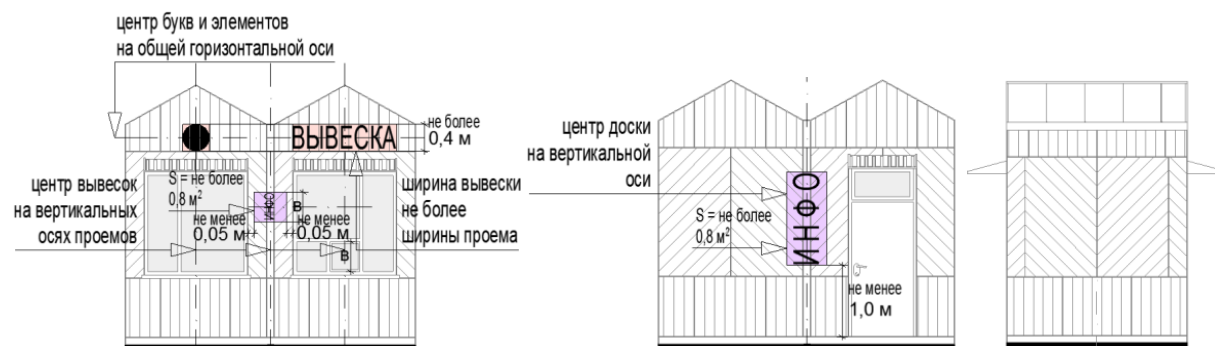 центр букв и элементов
на общей горизонтальной оси
не более
0,4 м
ВЫВЕСКА
центр вывесок
на вертикальных
осях проемов
S = не более
0,8 м²
ИНФО
В
не менее
0,05 м
не менее
0,05 м
В
ширина вывески
не более
ширины проема
центр доски
на вертикальной
оси
S = не более
0,8 м²
ИНФО
не менее
1,0 м